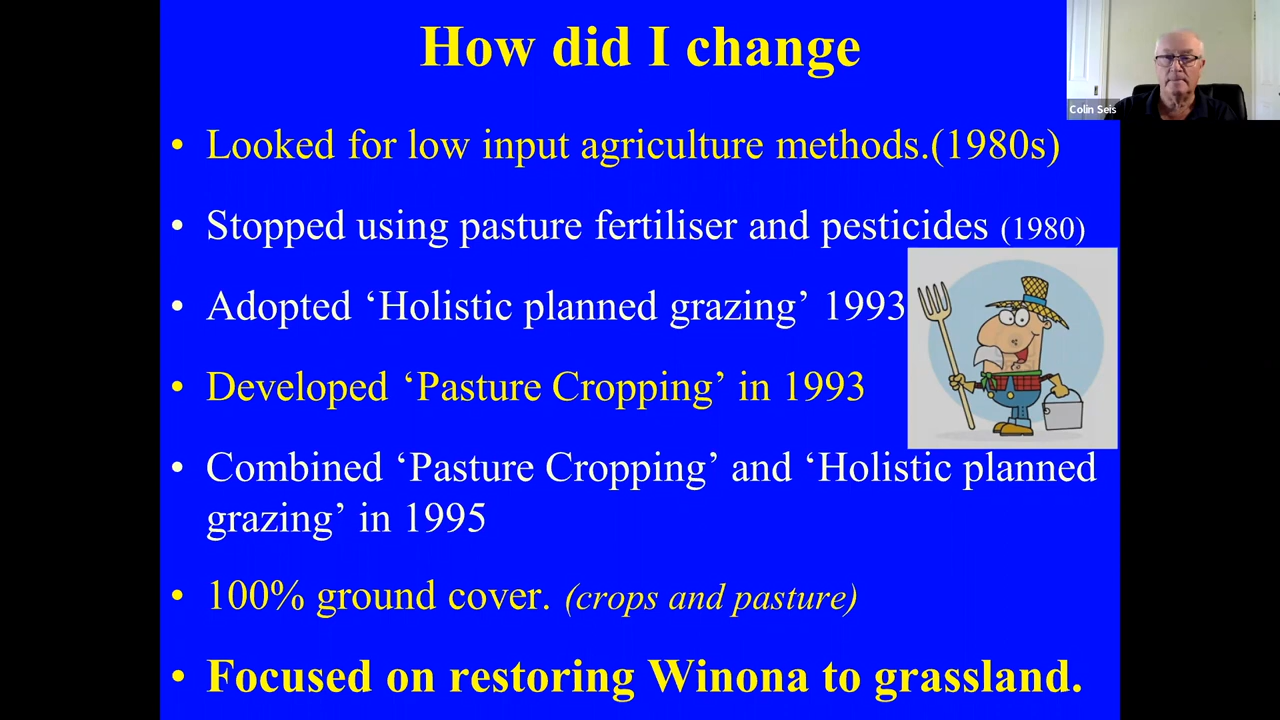 How did I change
Colin Seis
• Looked for low input agriculture methods.(1980s)
• Stopped using pasture fertiliser and pesticides (1980)
• Adopted ‘Holistic planned grazing’ 1993
• Developed ‘Pasture Cropping’ in 1993
• Combined ‘Pasture Cropping’ and ‘Holistic planned
grazing’ in 1995
• 100% ground cover. (crops and pasture)
• Focused on restoring Winona to grassland.